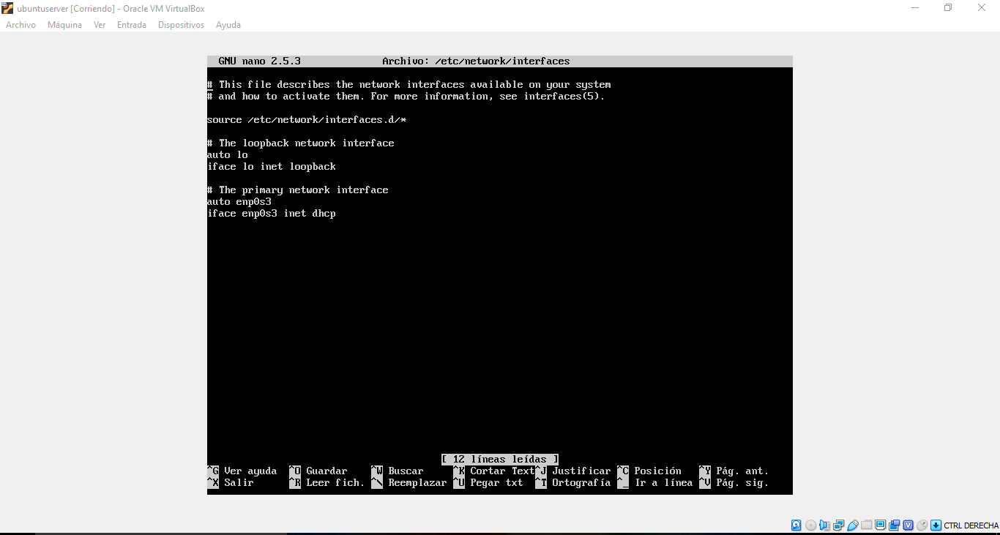 ubuntuserver [Corriendo] - Oracle VM VirtualBox
Archivo Máquina Ver Entrada Dispositivos Ayuda
GNU nano 2.5.3 Archivo: /etc/network/interfaces
# This file describes the network interfaces available on your system
# and how to activate them. For more information, see interfaces(5).
source /etc/network/interfaces.d/*
# The loopback network interface
auto lo
iface lo inet loopback
# The primary network interface
auto enp0s3
iface enp0s3 inet dhcp
[ 12 líneas leídas ]
^G Ver ayuda ^O Guardar ^W Buscar ^K Cortar Text^J Justificar ^C Posición ^Y Pág. ant.
^X Salir ^R Leer fich. ^\ Reemplazar ^U Pegar txt ^T Ortografía ^_ Ir a línea ^V Pág. sig.
CTRL DERECHA